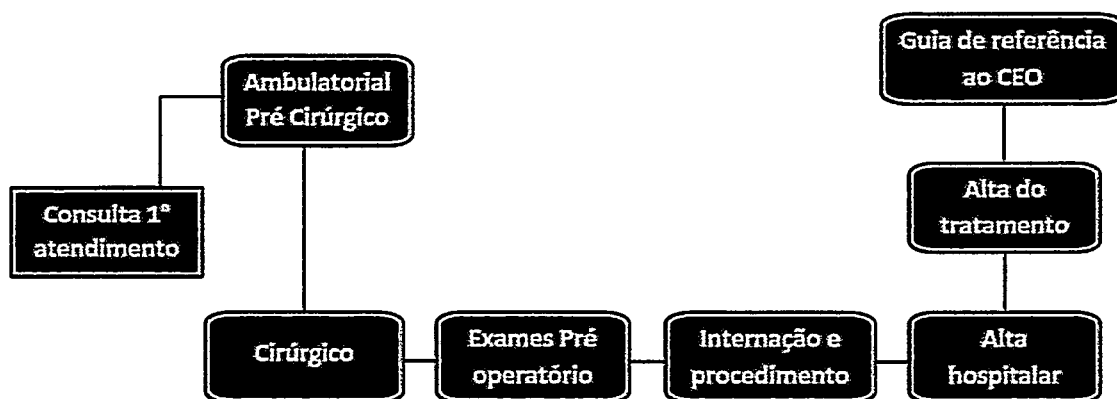 Consulta 1ª
atendimento
Ambulatorial
Pré Cirúrgico
Cirúrgico
Exames Pré
operatório
Internação e
procedimento
Alta
hospitalar
Alta do
tratamento
Guia de referência
ao CEO